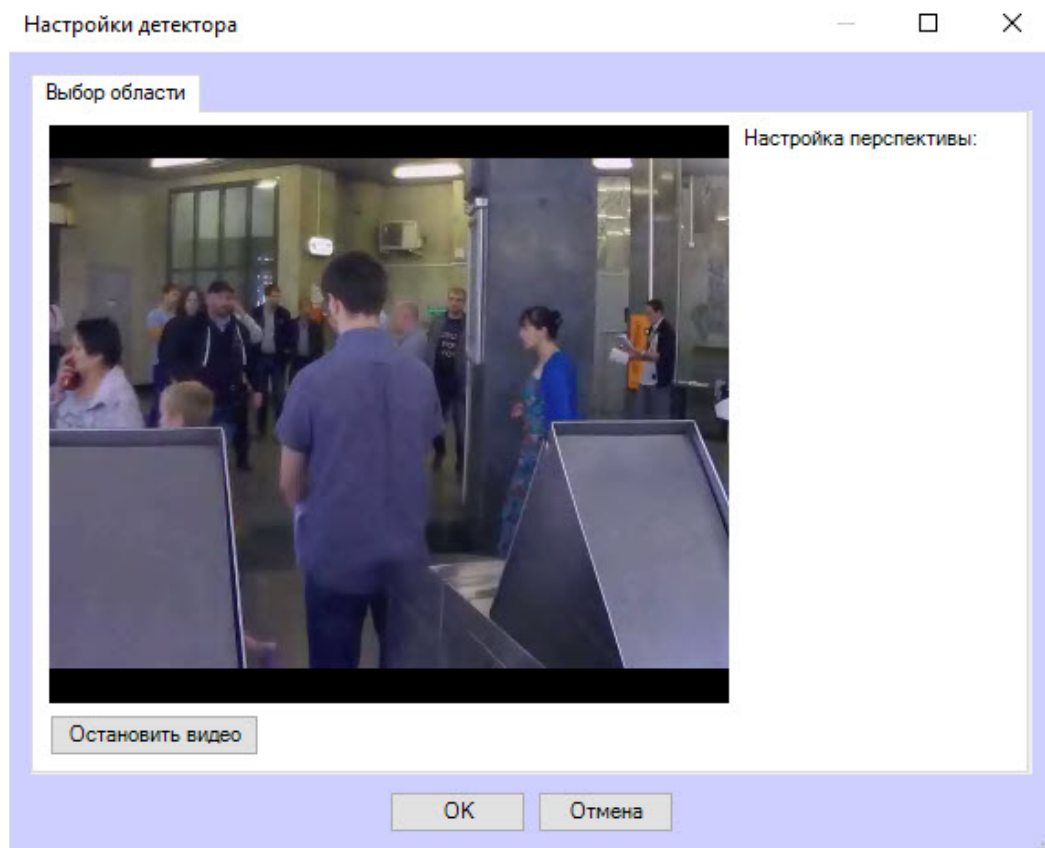 Настройки детектора
Выбор области
Настройка перспективы:
Остановить видео
OK
Отмена